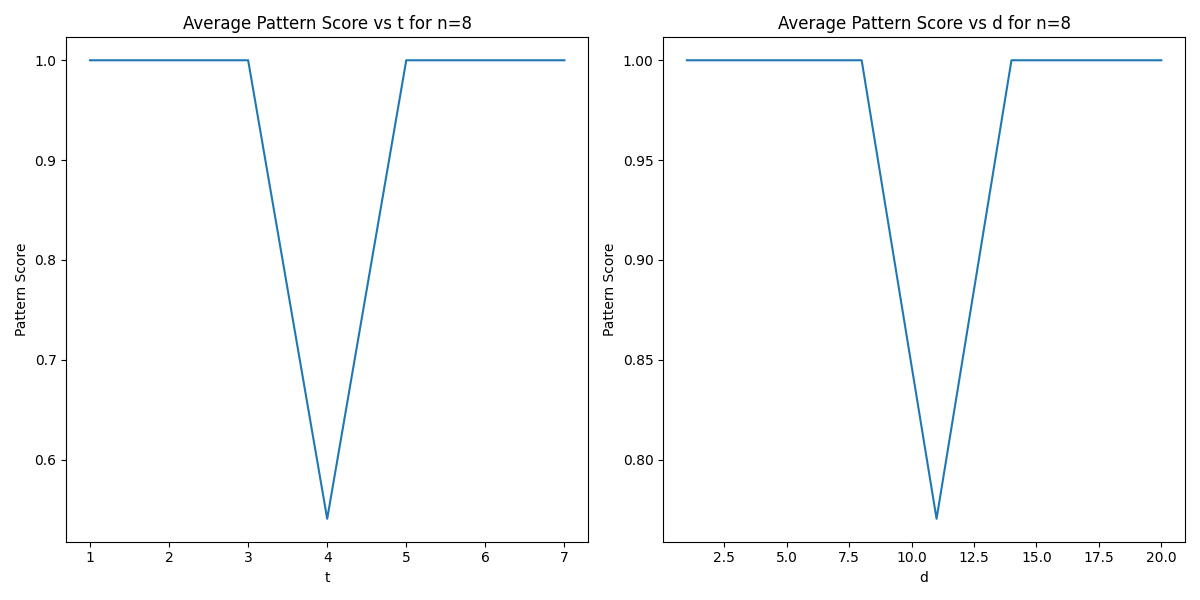 Average Pattern Score vs t for n=8
1.0
0.9
0.8
0.7
0.6
Pattern Score
1 2 3 4 5 6 7
t
Average Pattern Score vs d for n=8
1.00
0.95
0.90
0.85
0.80
Pattern Score
2.5 5.0 7.5 10.0 12.5 15.0 17.5 20.0
d